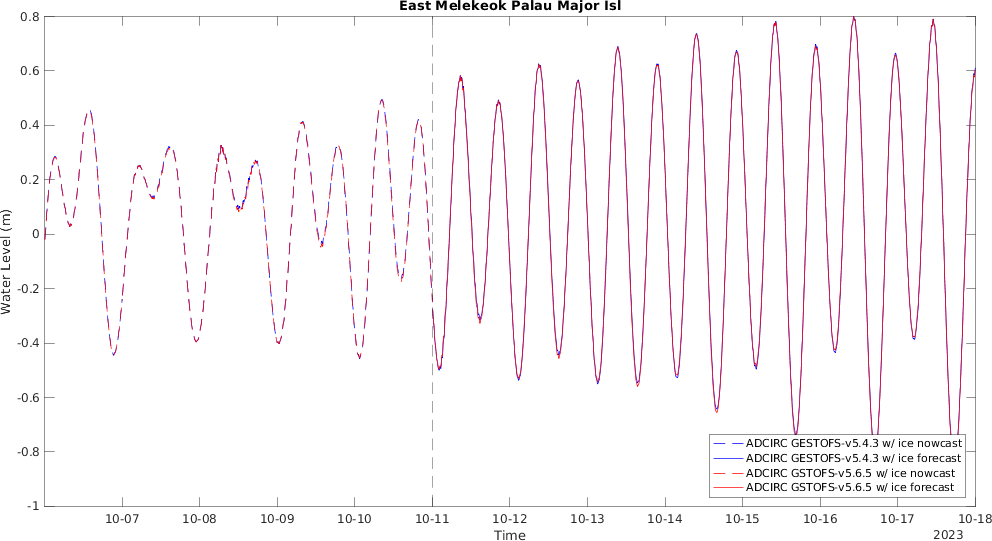 East Melekeok Palau Major Isl
0.8
0.6
0.4
0.2
0
-0.2
-0.4
-0.6
-0.8
-1
Water Level (m)
ADCIRC GESTOFS-v5.4.3 w/ ice nowcast
ADCIRC GESTOFS-v5.4.3 w/ ice forecast
ADCIRC GSTOFS-v5.6.5 w/ ice nowcast
ADCIRC GSTOFS-v5.6.5 w/ ice forecast
10-07 10-08 10-09 10-10 10-11 10-12 10-13 10-14 10-15 10-16 10-17 10-18
Time
2023